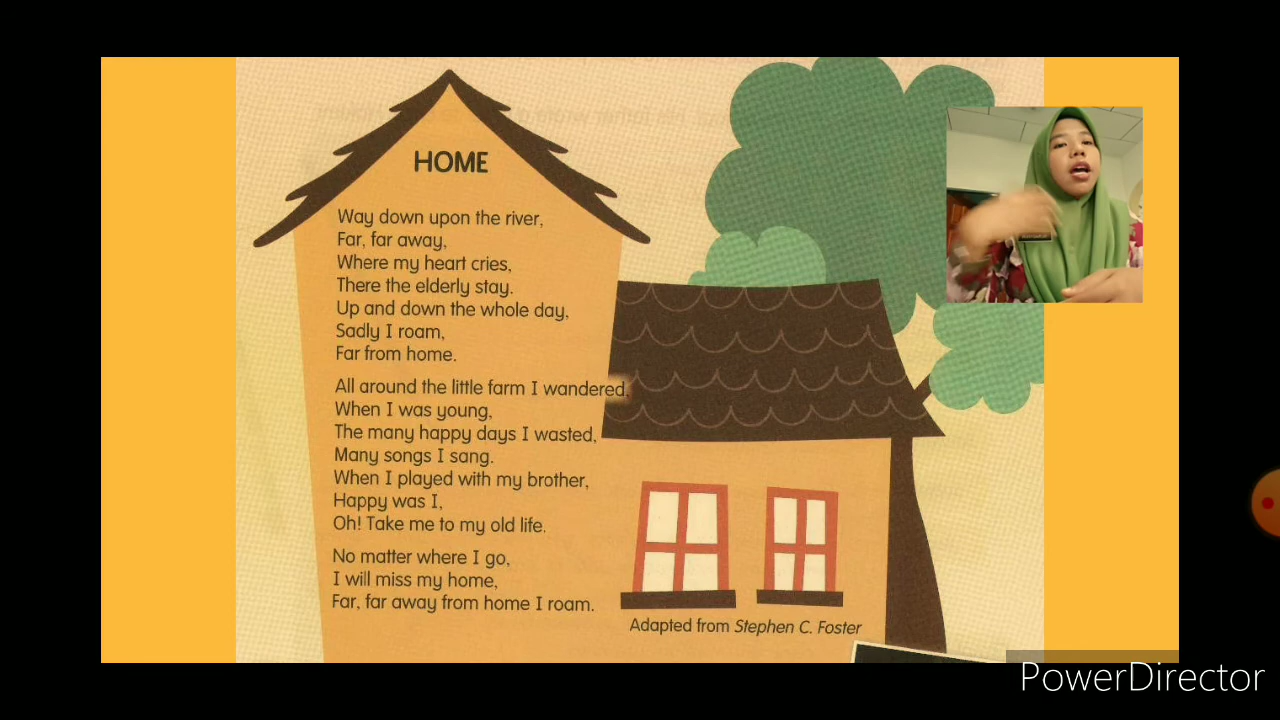 HOME
Way down upon the river,
Far, far away,
Where my heart cries,
There the elderly stay.
Up and down the whole day,
Sadly I roam,
Far from home.
All around the little farm I wandered,
When I was young,
The many happy days I wasted,
Many songs I sang.
When I played with my brother,
Happy was I,
Oh! Take me to my old life.
No matter where I go,
I will miss my home,
Far, far away from home I roam.
Adapted from Stephen C. Foster
PowerDirector